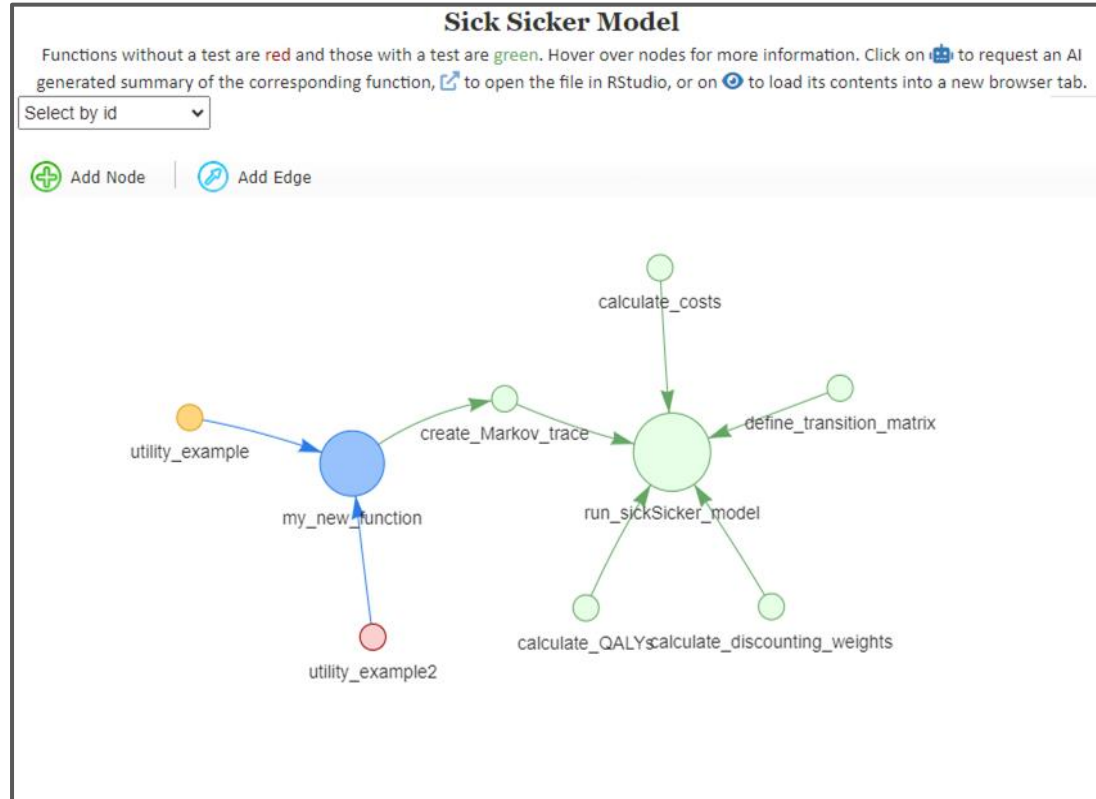 Sick Sicker Model
Functions without a test are red and those with a test are green. Hover over nodes for more information. Click on to request an AI
generated summary of the corresponding function, to open the file in RStudio, or on to load its contents into a new browser tab.
Select by id
Add Node
Add Edge
calculate_costs
define_transition_matrix
create_Markov_trace
utility_example
my_new_function
run_sickSicker_model
calculate_QALYs
calculate_discounting_weights
utility_example2